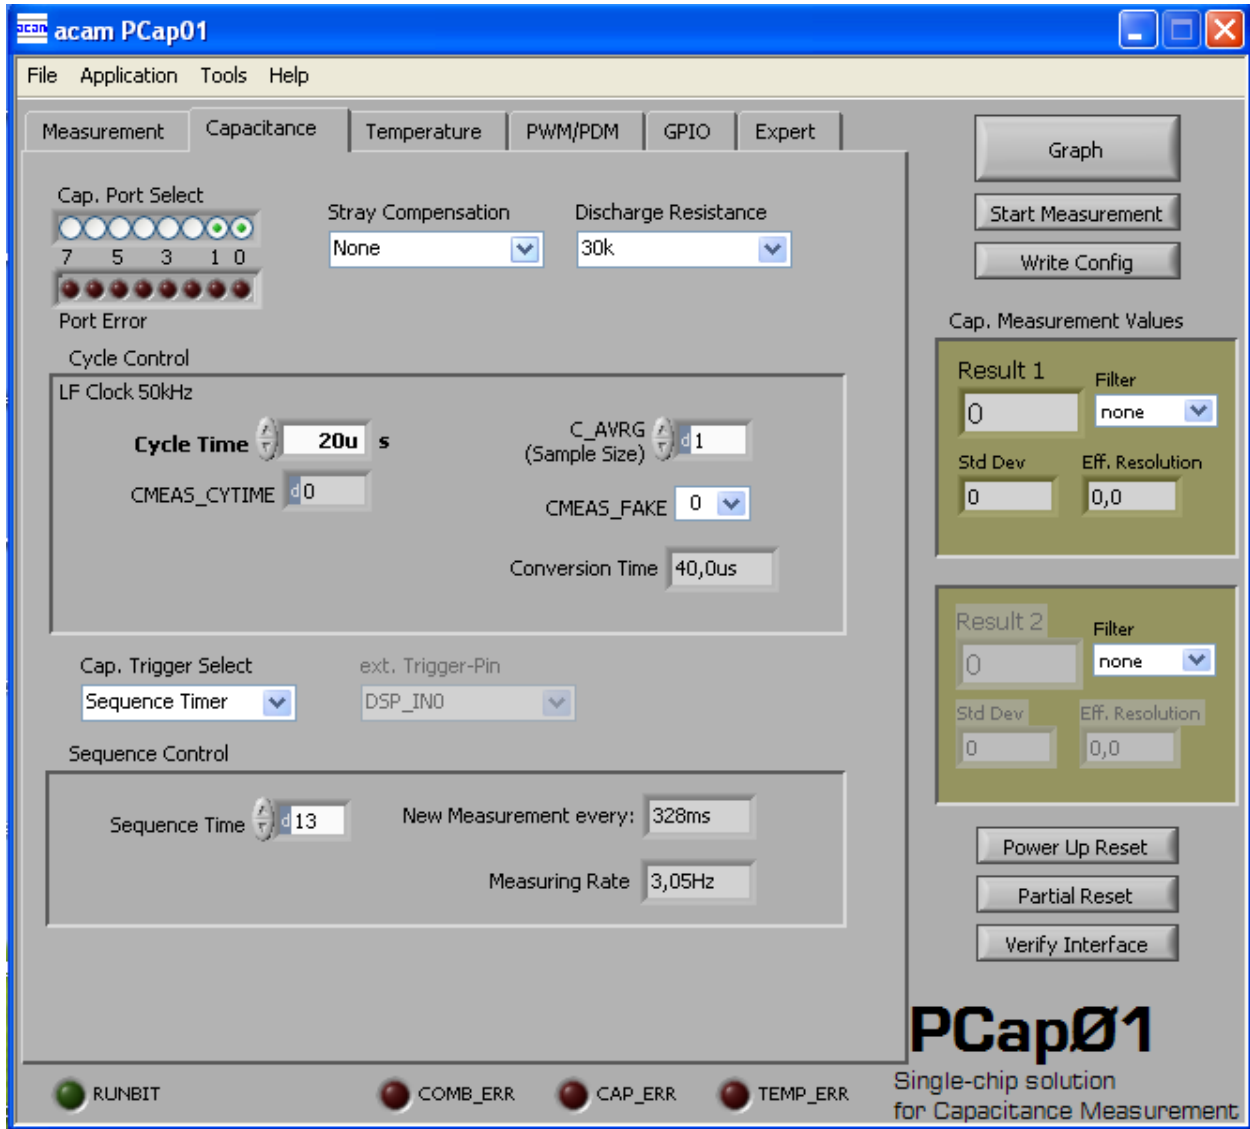 acam acam PCap01
File Application Tools Help
Measurement Capacitance Temperature PWM/PDM GPIO Expert
Cap. Port Select
7 5 3 1 0
Port Error
Stray Compensation
None
Discharge Resistance
30k
Cycle Control
LF Clock 50kHz
Cycle Time 20u s
CMEAS_CYTIME d 0
C_AVRG
(Sample Size) d 1
CMEAS_FAKE 0
Conversion Time 40,0us
Cap. Trigger Select
Sequence Timer
ext. Trigger-Pin
DSP_IN0
Sequence Control
Sequence Time d 13
New Measurement every: 328ms
Measuring Rate 3,05Hz
RUNBIT COMB_ERR CAP_ERR TEMP_ERR
Graph
Start Measurement
Write Config
Cap. Measurement Values
Result 1
0
Filter
none
Std Dev
0
Eff. Resolution
0,0
Result 2
0
Filter
none
Std Dev
0
Eff. Resolution
0,0
Power Up Reset
Partial Reset
Verify Interface
PCapØ1
Single-chip solution
for Capacitance Measurement